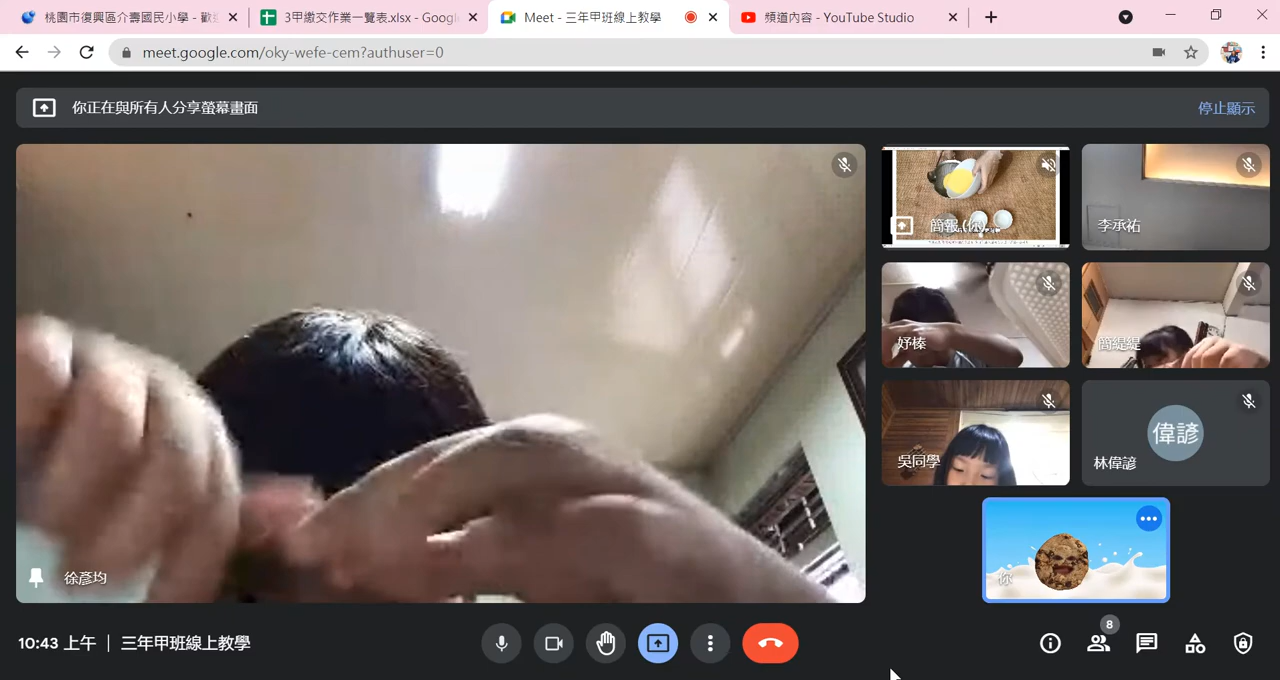 桃園市復興區介壽國民小學 - 歡
3甲繳交作業一覽表.xlsx - Googl
Meet - 三年甲班線上教學
頻道內容 - YouTube Studio
meet.google.com/oky-wefe-cem?authuser=0
你正在與所有人分享螢幕畫面
停止顯示
簡報 (你)
李承祐
妤榛
簡緹緹
吳同學
偉諺
林偉諺
你
徐彥均
8
10:43 上午
三年甲班線上教學